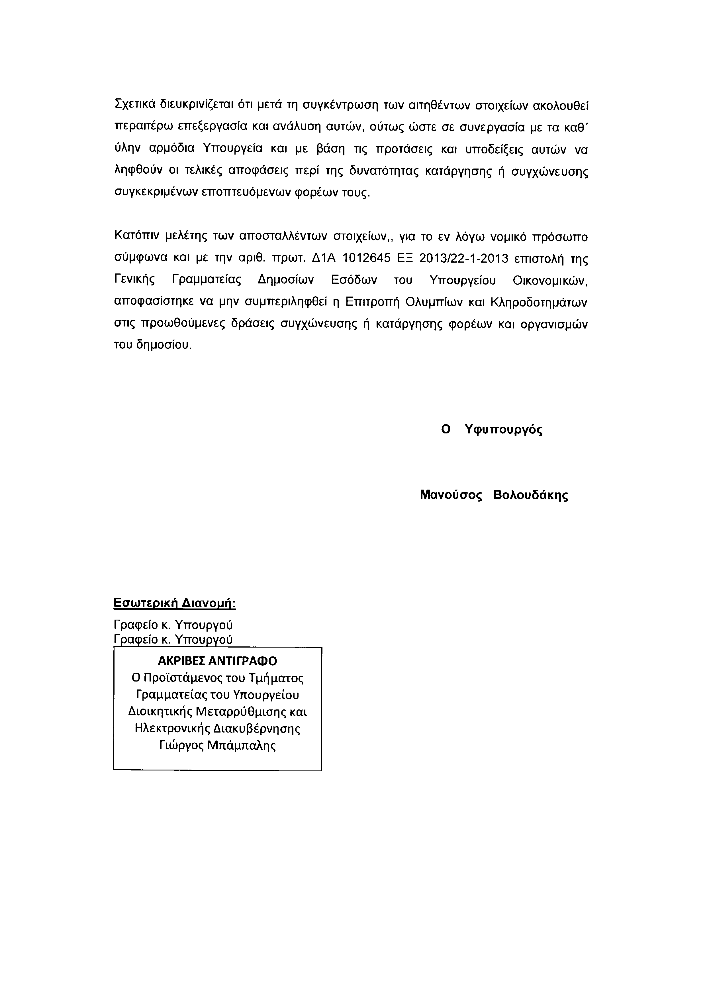 Σχετικά διευκρινίζεται ότι μετά τη συγκέντρωση των αιτηθέντων στοιχείων ακολουθεί
περαιτέρω επεξεργασία και ανάλυση αυτών, ούτως ώστε σε συνεργασία με τα καθ΄
ύλην αρμόδια Υπουργεία και με βάση τις προτάσεις και υποδείξεις αυτών να
ληφθούν οι τελικές αποφάσεις περί της δυνατότητας κατάργησης ή συγχώνευσης
συγκεκριμένων εποπτευόμενων φορέων τους.
Κατόπιν μελέτης των αποσταλλέντων στοιχείων,, για το εν λόγω νομικό πρόσωπο
σύμφωνα και με την αριθ. πρωτ. Δ1Α 1012645 ΕΞ 2013/22-1-2013 επιστολή της
Γενικής Γραμματείας Δημοσίων Εσόδων του Υπουργείου Οικονομικών,
αποφασίστηκε να μην συμπεριληφθεί η Επιτροπή Ολυμπίων και Κληροδοτημάτων
στις προωθούμενες δράσεις συγχώνευσης ή κατάργησης φορέων και οργανισμών
του δημοσίου.
Ο Υφυπουργός
Μανούσος Βολουδάκης
Εσωτερική Διανομή:
Γραφείο κ. Υπουργού
Γραφείο κ. Υπουργού
ΑΚΡΙΒΕΣ ΑΝΤΙΓΡΑΦΟ
Ο Προϊστάμενος του Τμήματος
Γραμματείας του Υπουργείου
Διοικητικής Μεταρρύθμισης και
Ηλεκτρονικής Διακυβέρνησης
Γιώργος Μπάμπαλης